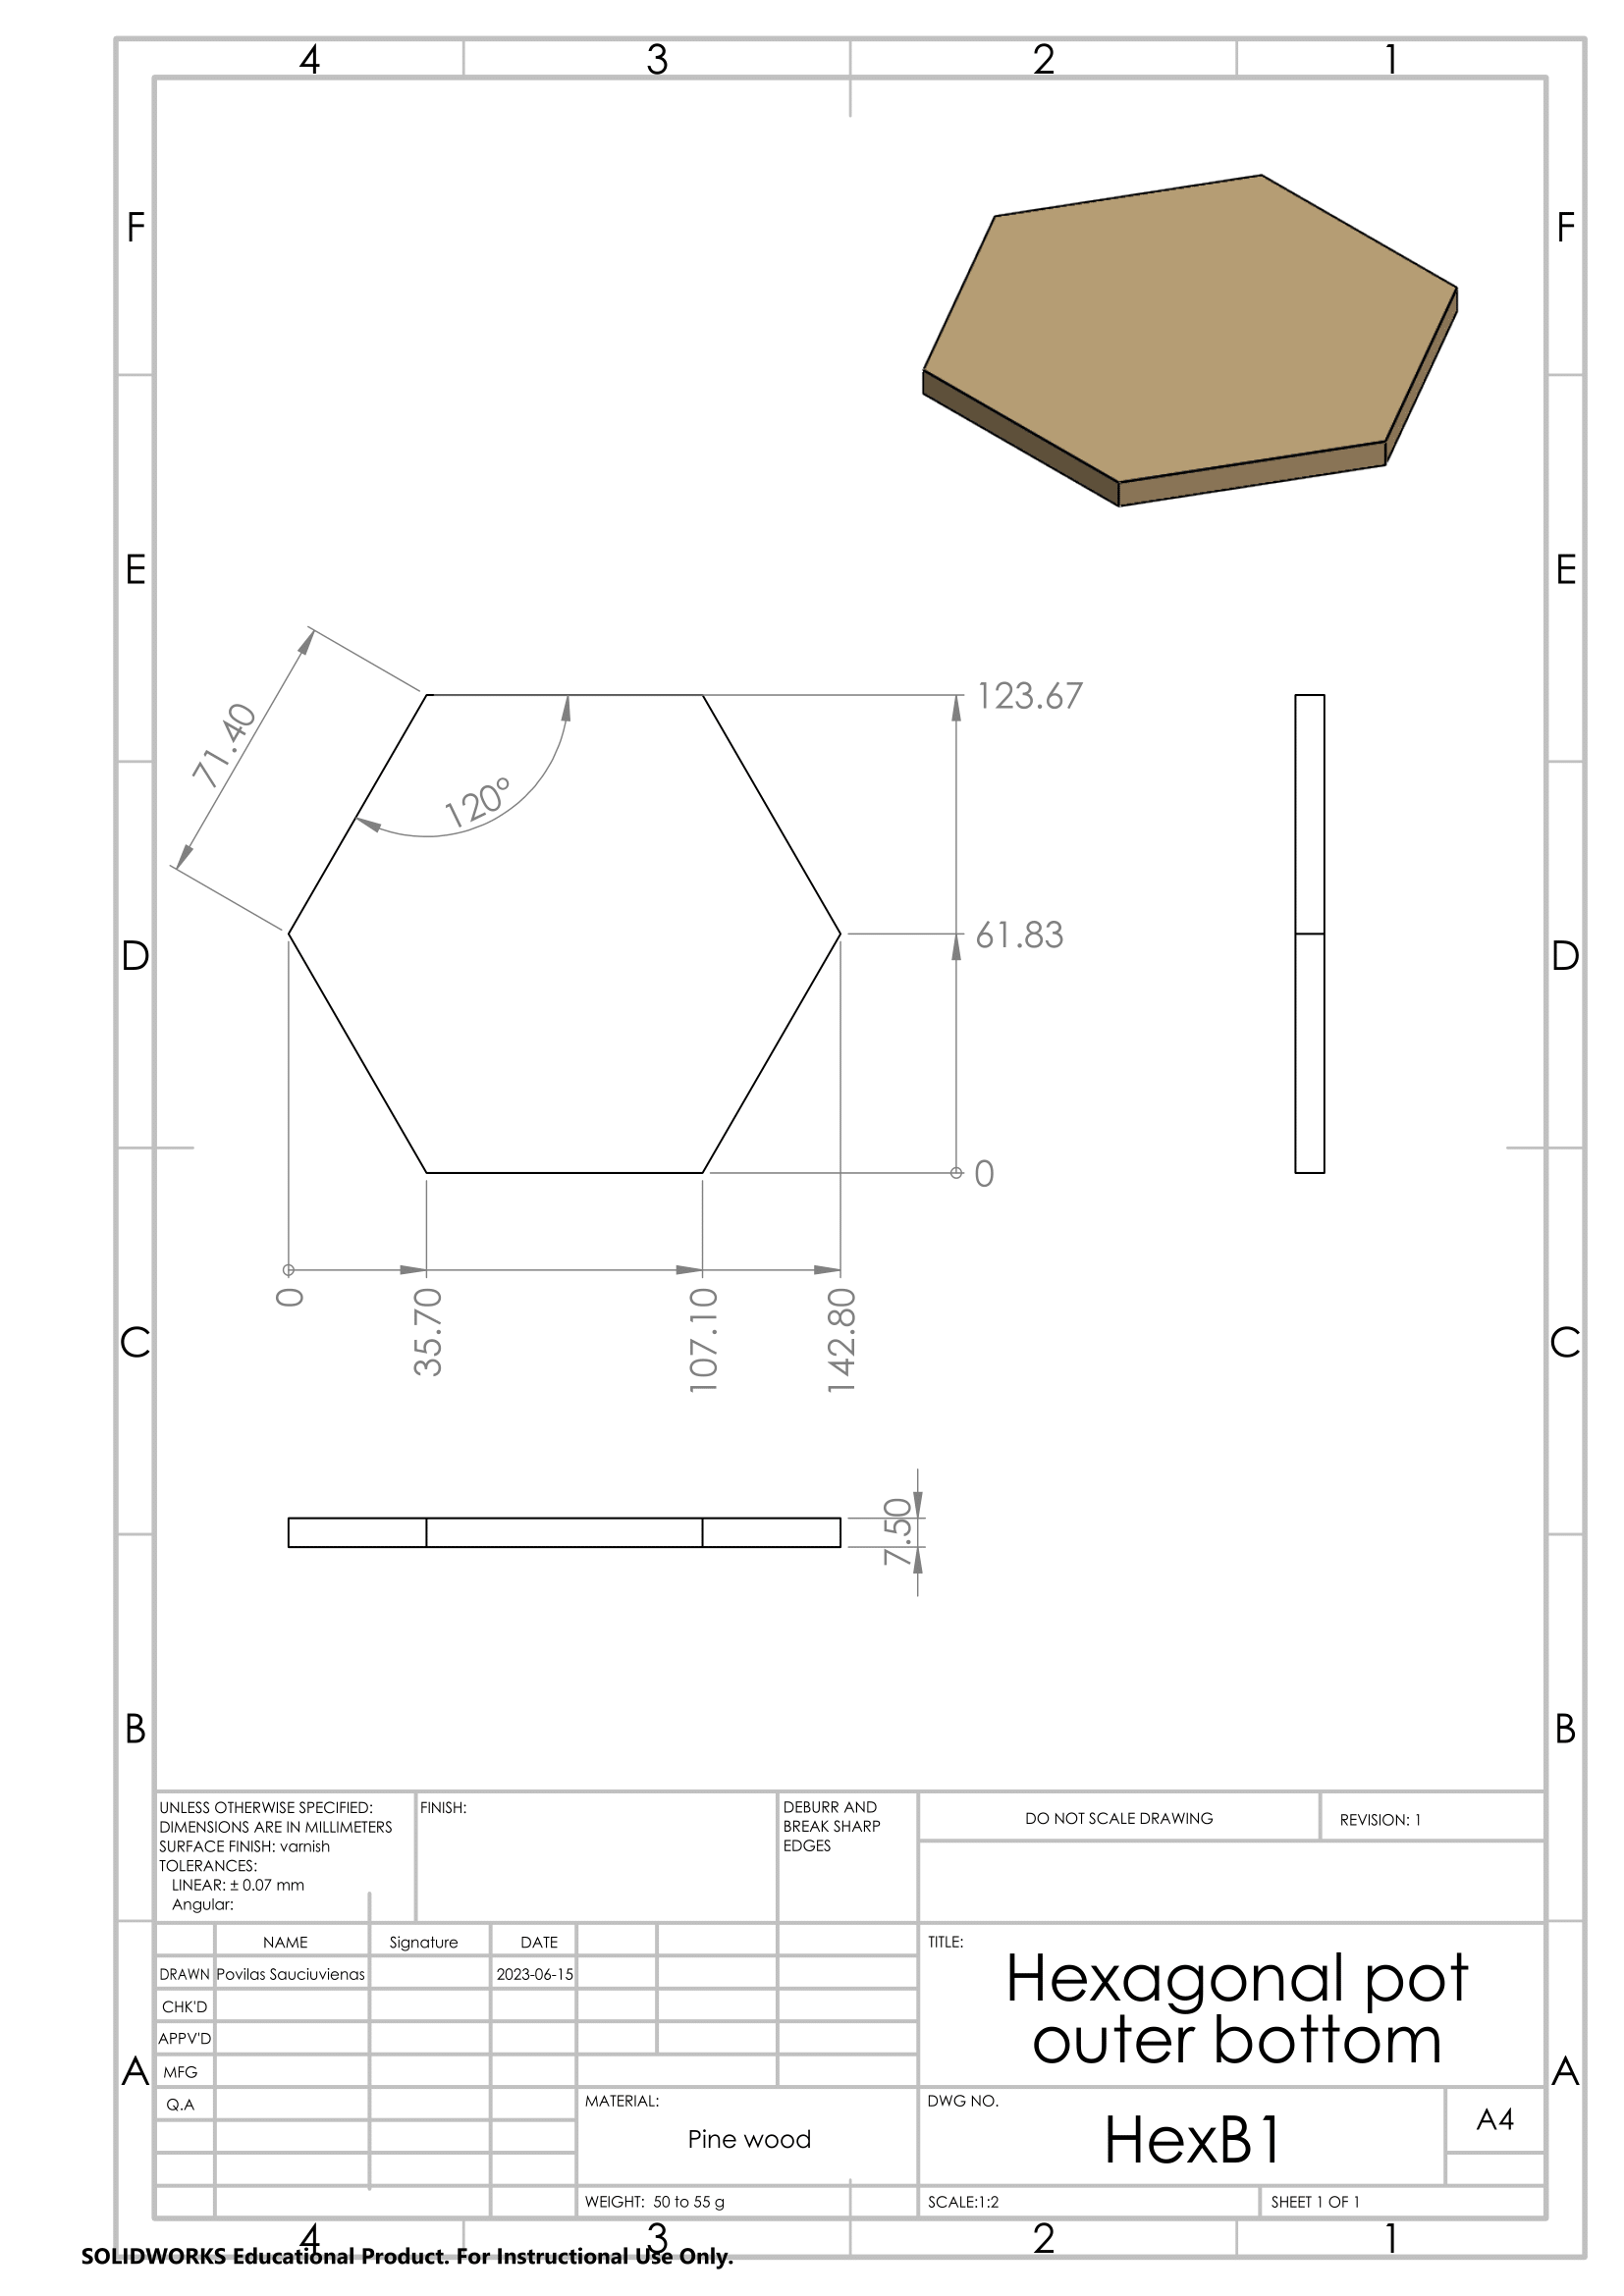 4 3 2 1
F F
E E
D D
C C
B B
A A
71.40
120°
123.67
61.83
0
0
35.70
107.10
142.80
7.50
UNLESS OTHERWISE SPECIFIED:
DIMENSIONS ARE IN MILLIMETERS
SURFACE FINISH: varnish
TOLERANCES:
LINEAR: ± 0.07 mm
Angular:
FINISH:
DEBURR AND
BREAK SHARP
EDGES
DO NOT SCALE DRAWING
REVISION: 1
NAME Signature DATE
DRAWN Povilas Sauciuvienas 2023-06-15
CHK'D
APPV'D
MFG
Q.A
TITLE:
Hexagonal pot
outer bottom
MATERIAL:
Pine wood
DWG NO.
HexB1
A4
WEIGHT: 50 to 55 g
SCALE:1:2
SHEET 1 OF 1
4 3 2 1
SOLIDWORKS Educational Product. For Instructional Use Only.